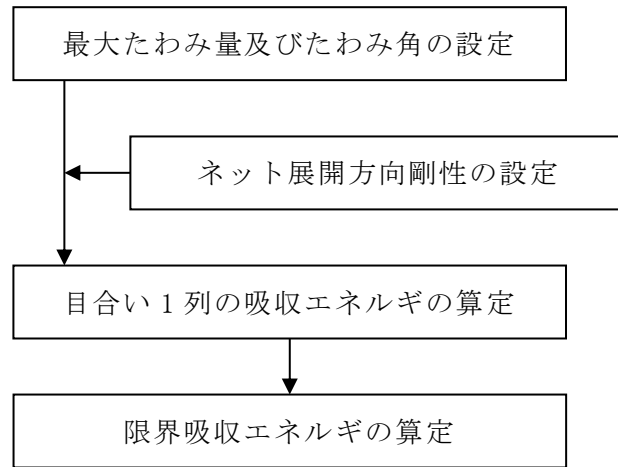 最大たわみ量及びたわみ角の設定
ネット展開方向剛性の設定
目合い1列の吸収エネルギの算定
限界吸収エネルギの算定